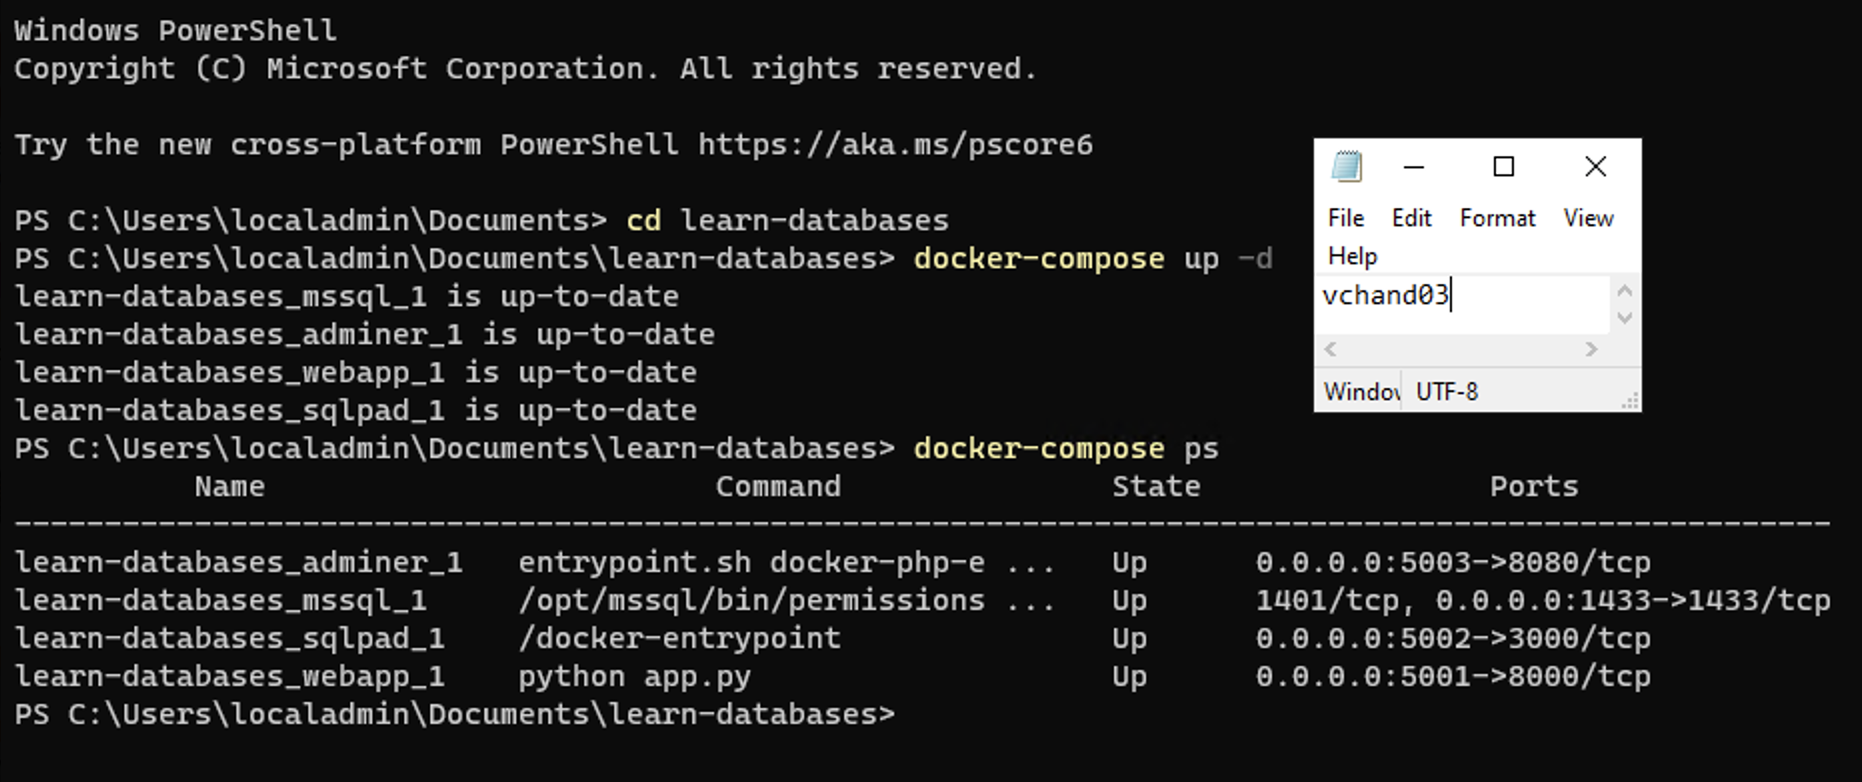 Windows PowerShell
Copyright (C) Microsoft Corporation. All rights reserved.
Try the new cross-platform PowerShell https://aka.ms/pscore6
PS C:\Users\localadmin\Documents> cd learn-databases
PS C:\Users\localadmin\Documents\learn-databases> docker-compose up -d
learn-databases_mssql_1 is up-to-date
learn-databases_adminer_1 is up-to-date
learn-databases_webapp_1 is up-to-date
learn-databases_sqlpad_1 is up-to-date
PS C:\Users\localadmin\Documents\learn-databases> docker-compose ps
Name Command State Ports
-----------------------------------------------------------------------------------------------------
learn-databases_adminer_1 entrypoint.sh docker-php-e ... Up 0.0.0.0:5003->8080/tcp
learn-databases_mssql_1 /opt/mssql/bin/permissions ... Up 1401/tcp, 0.0.0.0:1433->1433/tcp
learn-databases_sqlpad_1 /docker-entrypoint Up 0.0.0.0:5002->3000/tcp
learn-databases_webapp_1 python app.py Up 0.0.0.0:5001->8000/tcp
PS C:\Users\localadmin\Documents\learn-databases>
File Edit Format View
Help
vchand03
Window UTF-8